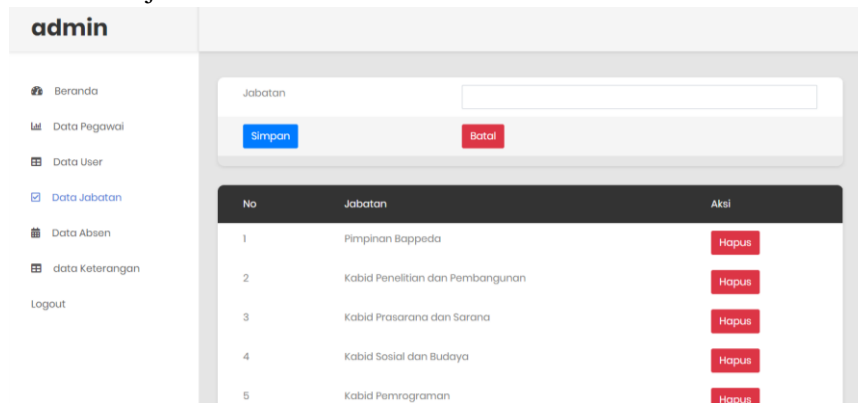 admin
Beranda
Data Pegawai
Data User
Data Jabatan
Data Absen
data Keterangan
Logout
Jabatan
Simpan Batal
No Jabatan Aksi
1 Pimpinan Bappeda Hapus
2 Kabid Penelitian dan Pembangunan Hapus
3 Kabid Prasarana dan Sarana Hapus
4 Kabid Sosial dan Budaya Hapus
5 Kabid Pemrograman Hapus